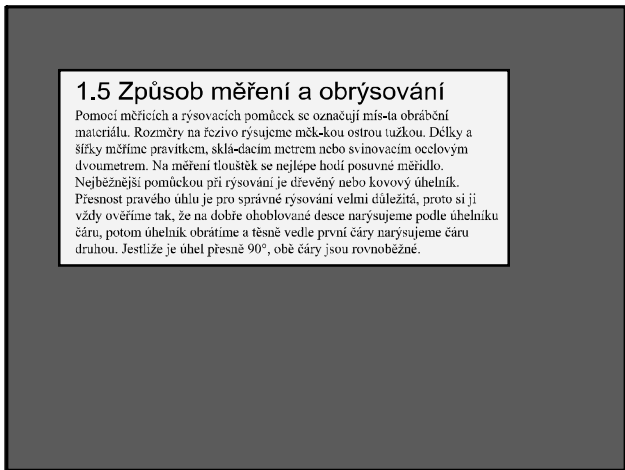 1.5 Způsob měření a obrýsování
Pomocí měřicích a rýsovacích pomůcek se označují mís-ta obrábění
materiálu. Rozměry na řezivo rýsujeme měk-kou ostrou tužkou. Délky a
šířky měříme pravítkem, sklá-dacím metrem nebo svinovacím ocelovým
dvoumetrem. Na měření tlouštěk se nejlépe hodí posuvné měřidlo.
Nejběžnější pomůckou při rýsování je dřevěný nebo kovový úhelník.
Přesnost pravého úhlu je pro správné rýsování velmi důležitá, proto si ji
vždy ověříme tak, že na dobře ohoblované desce narýsujeme podle úhelníku
čáru, potom úhelník obrátíme a těsně vedle první čáry narýsujeme čáru
druhou. Jestliže je úhel přesně 90°, obě čáry jsou rovnoběžné.